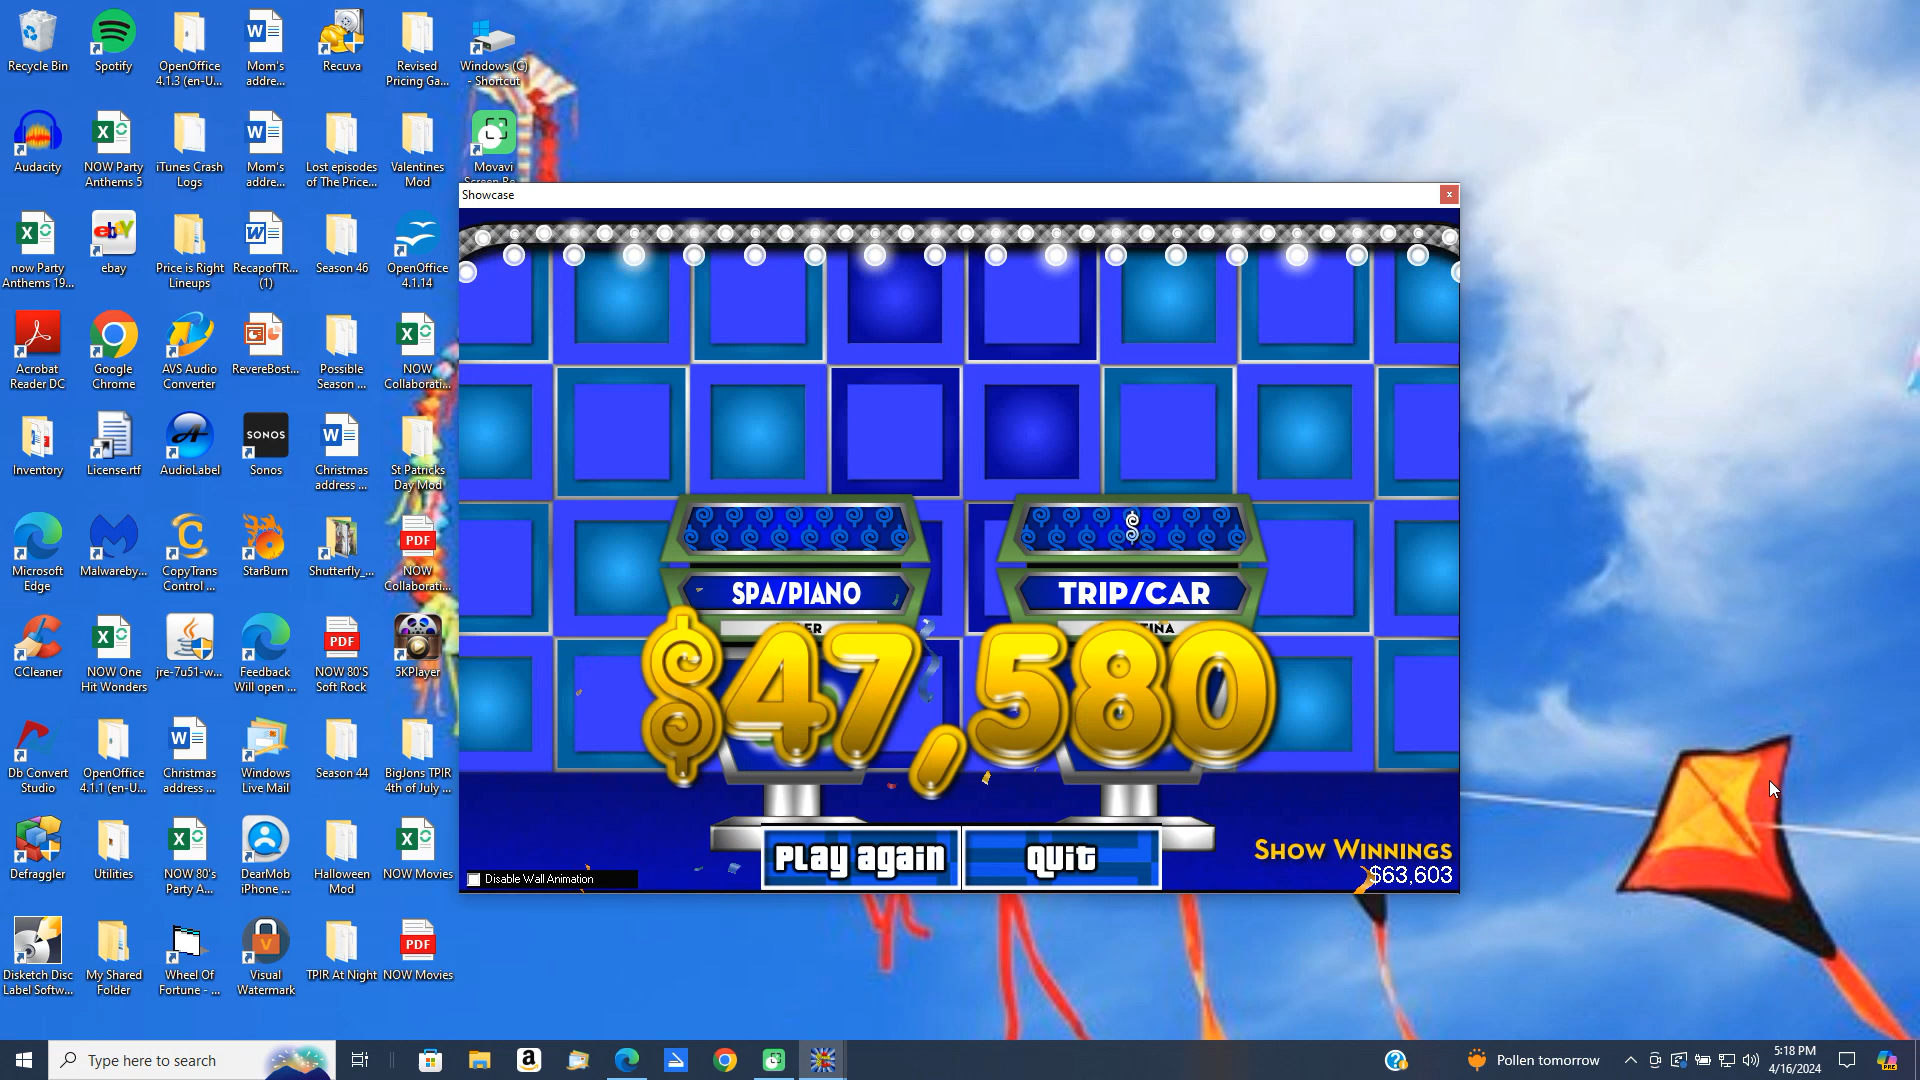 Recycle Bin
Spotify
OpenOffice
4.1.3 (en-U...
Mom's
addre...
Recuva
Revised
Pricing Ga...
Windows (C)
- Shortcut
Audacity
NOW Party
Anthems 5
iTunes Crash
Logs
Mom's
addre...
Lost episodes
of The Price...
Valentines
Mod
Movavi
now Party
Anthems 19...
ebay
Price is Right
Lineups
RecapofTR...
(1)
Season 46
OpenOffice
4.1.14
Acrobat
Reader DC
Google
Chrome
AVS Audio
Converter
RevereBost...
Possible
Season ...
NOW
Collaborati...
Inventory
License.rtf
AudioLabel
SONOS
Sonos
Christmas
address ...
St Patricks
Day Mod
Microsoft
Edge
Malwareby...
CopyTrans
Control ...
StarBurn
Shutterfly_...
PDF
NOW
Collaborati...
CCleaner
NOW One
Hit Wonders
jre-7u51-w...
Feedback
Will open ...
PDF
NOW 80'S
Soft Rock
5KPlayer
Db Convert
Studio
OpenOffice
4.1.1 (en-U...
Christmas
address ...
Windows
Live Mail
Season 44
BigJons TPIR
4th of July ...
Defraggler
Utilities
NOW 80's
Party A...
DearMob
iPhone ...
Halloween
Mod
NOW Movies
Disketch Disc
Label Softw...
My Shared
Folder
Wheel Of
Fortune - ...
Visual
Watermark
TPIR At Night
PDF
NOW Movies
Showcase
SPA/PIANO
TRIP/CAR
$47,580
Play again
Quit
Show Winnings
$63,603
Disable Wall Animation
Type here to search
Pollen tomorrow
5:18 PM
4/16/2024